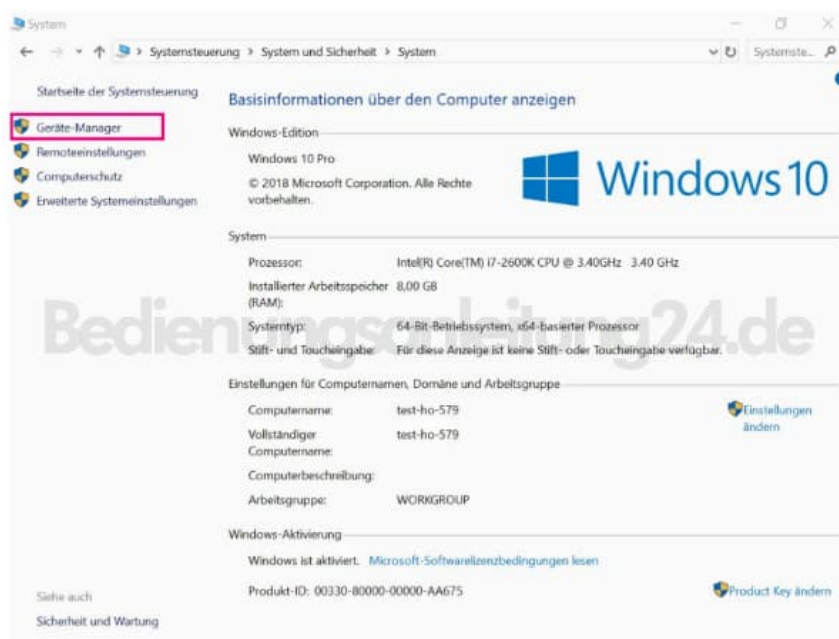 System
Systemsteuerung > System und Sicherheit > System
Systemste...
Startseite der Systemsteuerung
Geräte-Manager
Remoteeinstellungen
Computerschutz
Erweiterte Systemeinstellungen
Basisinformationen über den Computer anzeigen
Windows-Edition
Windows 10 Pro
© 2018 Microsoft Corporation. Alle Rechte
vorbehalten.
Windows 10
System
Prozessor: Intel(R) Core(TM) i7-2600K CPU @ 3.40GHz 3.40 GHz
Installierter Arbeitsspeicher 8,00 GB
(RAM):
Systemtyp: 64-Bit-Betriebssystem, x64-basierter Prozessor
Stift- und Toucheingabe: Für diese Anzeige ist keine Stift- oder Toucheingabe verfügbar.
Bedienungsanleitung24.de
Einstellungen für Computernamen, Domäne und Arbeitsgruppe
Computername: test-ho-579
Vollständiger test-ho-579
Computername:
Computerbeschreibung:
Arbeitsgruppe: WORKGROUP
Einstellungen
ändern
Windows-Aktivierung
Windows ist aktiviert. Microsoft-Softwarelizenzbedingungen lesen
Produkt-ID: 00330-80000-00000-AA675
Product Key ändern
Siehe auch
Sicherheit und Wartung